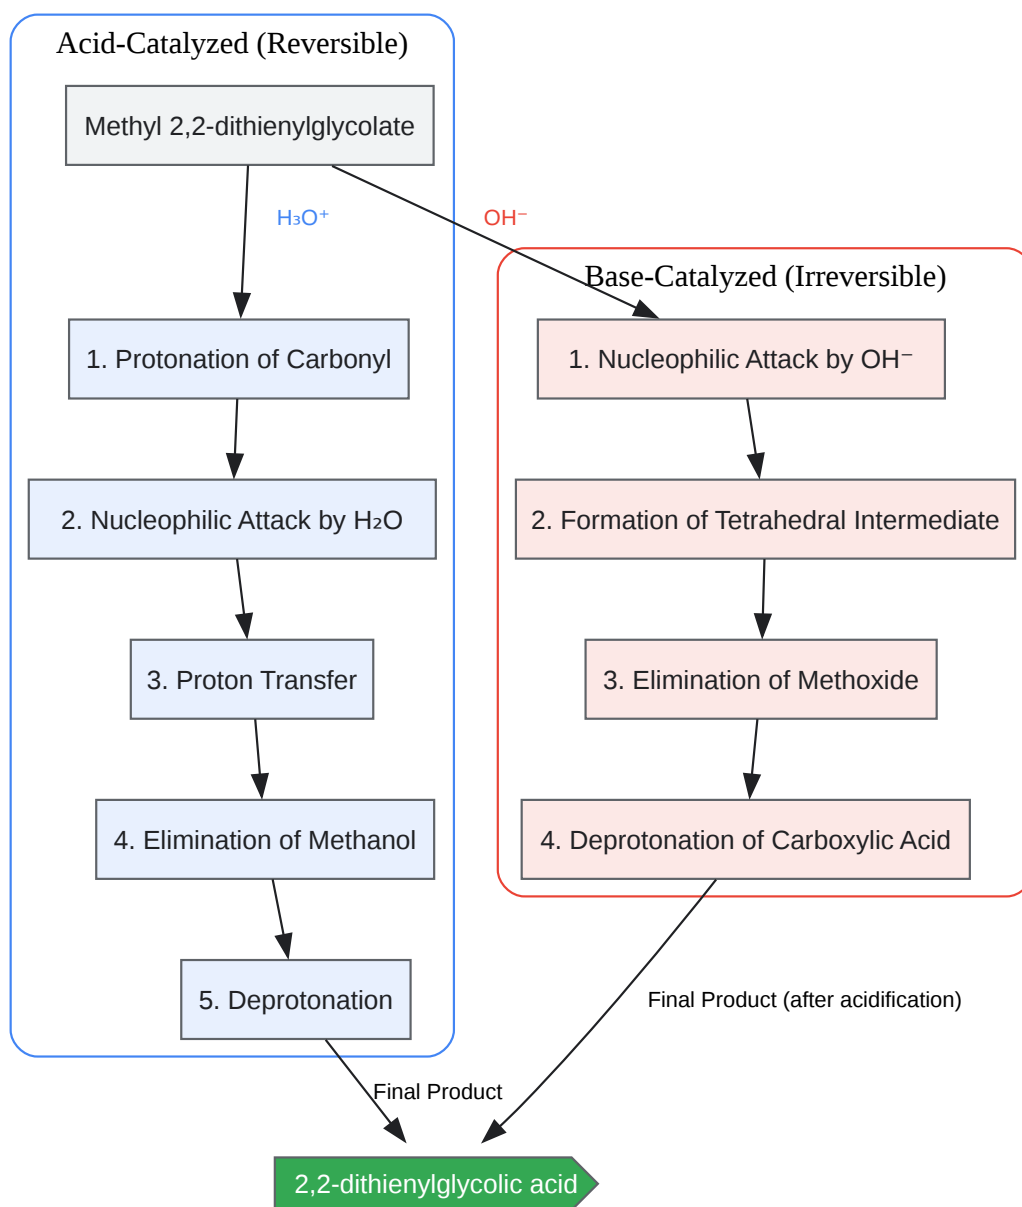 Acid-Catalyzed (Reversible)
Methyl 2,2-dithienylglycolate
H₃O⁺
OH⁻
Base-Catalyzed (Irreversible)
1. Protonation of Carbonyl
1. Nucleophilic Attack by OH⁻
2. Nucleophilic Attack by H₂O
2. Formation of Tetrahedral Intermediate
3. Proton Transfer
3. Elimination of Methoxide
4. Elimination of Methanol
4. Deprotonation of Carboxylic Acid
5. Deprotonation
Final Product (after acidification)
Final Product
2,2-dithienylglycolic acid